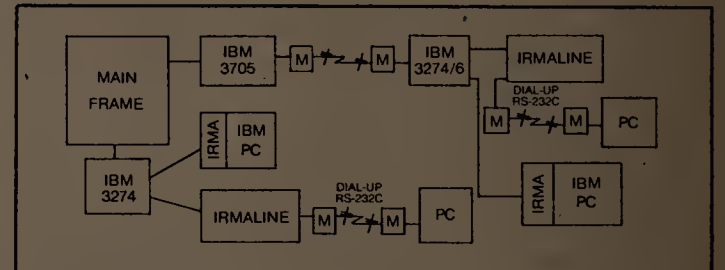 MAIN
FRAME
IBM
3705
M
M
IBM
3274/6
IRMALINE
DIAL-UP
RS-232C
M
M
PC
IRMA
IBM
PC
IBM
3274
IRMALINE
DIAL-UP
RS-232C
M
M
PC
IRMA
IBM
PC